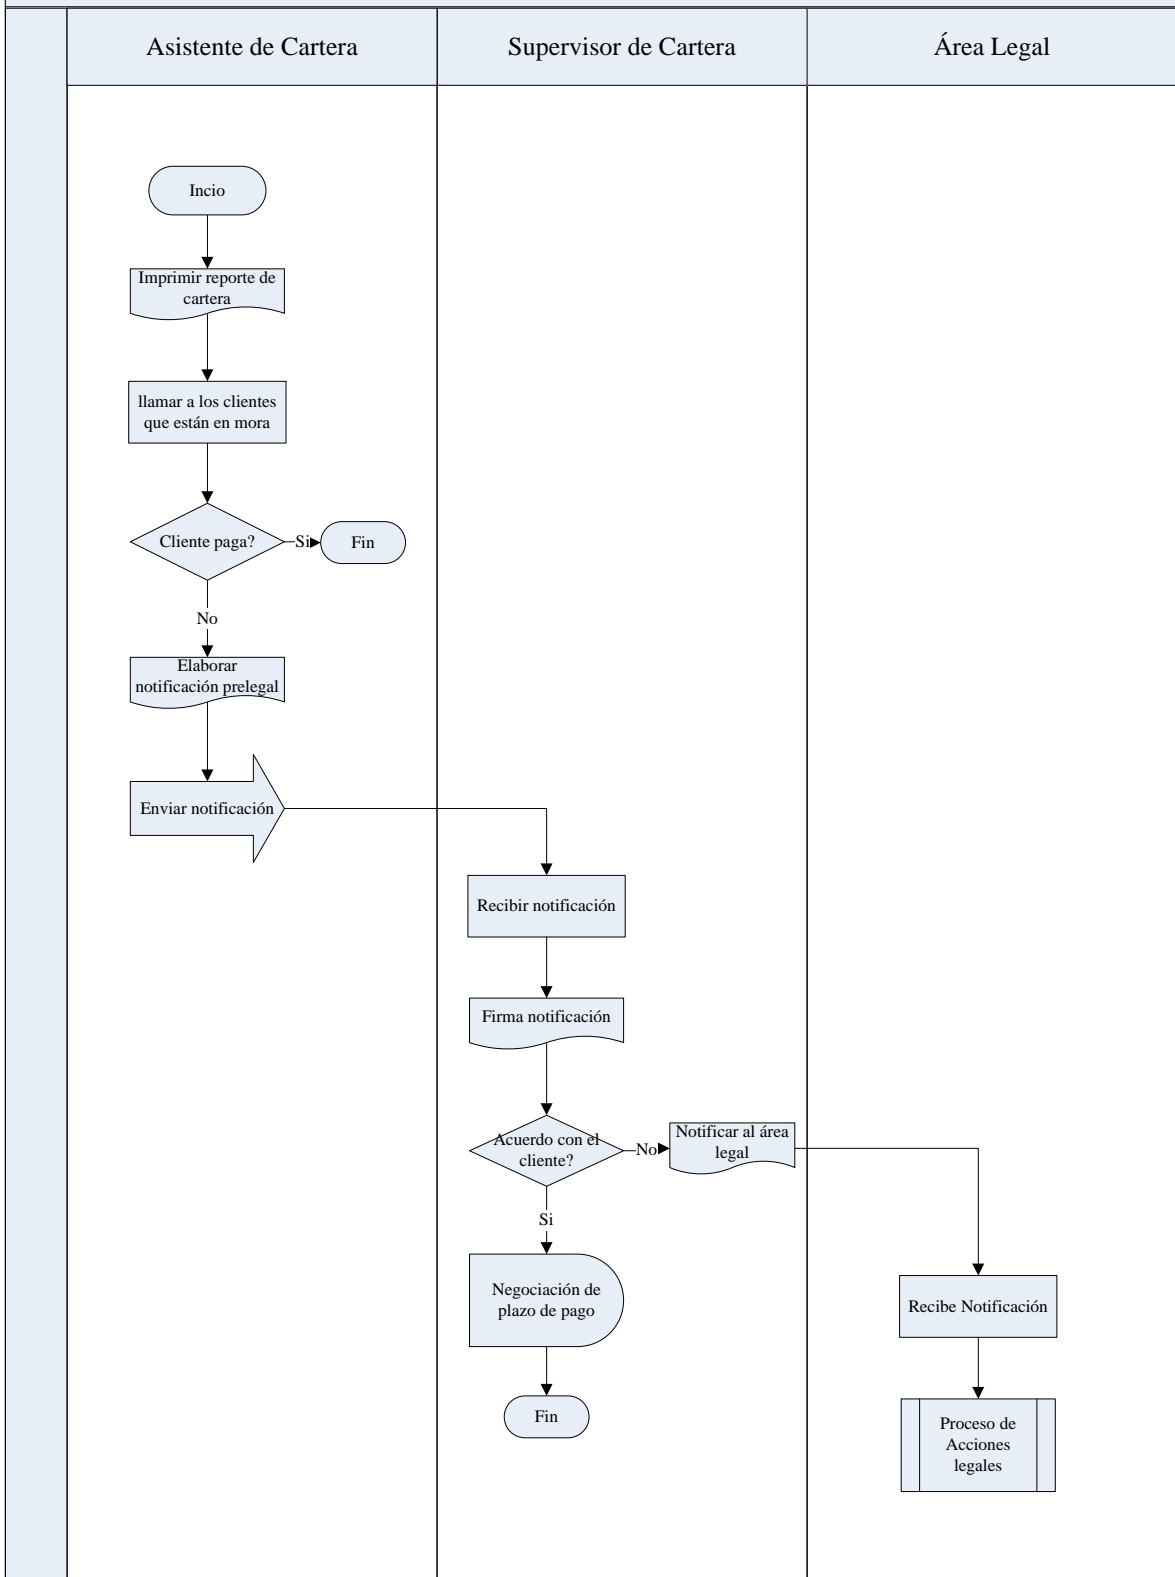 Asistente de Cartera
Supervisor de Cartera
Área Legal
Incio
Imprimir reporte de
cartera
llamar a los clientes
que están en mora
Cliente paga?
Si
Fin
No
Elaborar
notificación prelegal
Enviar notificación
Recibir notificación
Firma notificación
Acuerdo con el
cliente?
No
Notificar al área
legal
Si
Negociación de
plazo de pago
Fin
Recibe Notificación
Proceso de
Acciones
legales